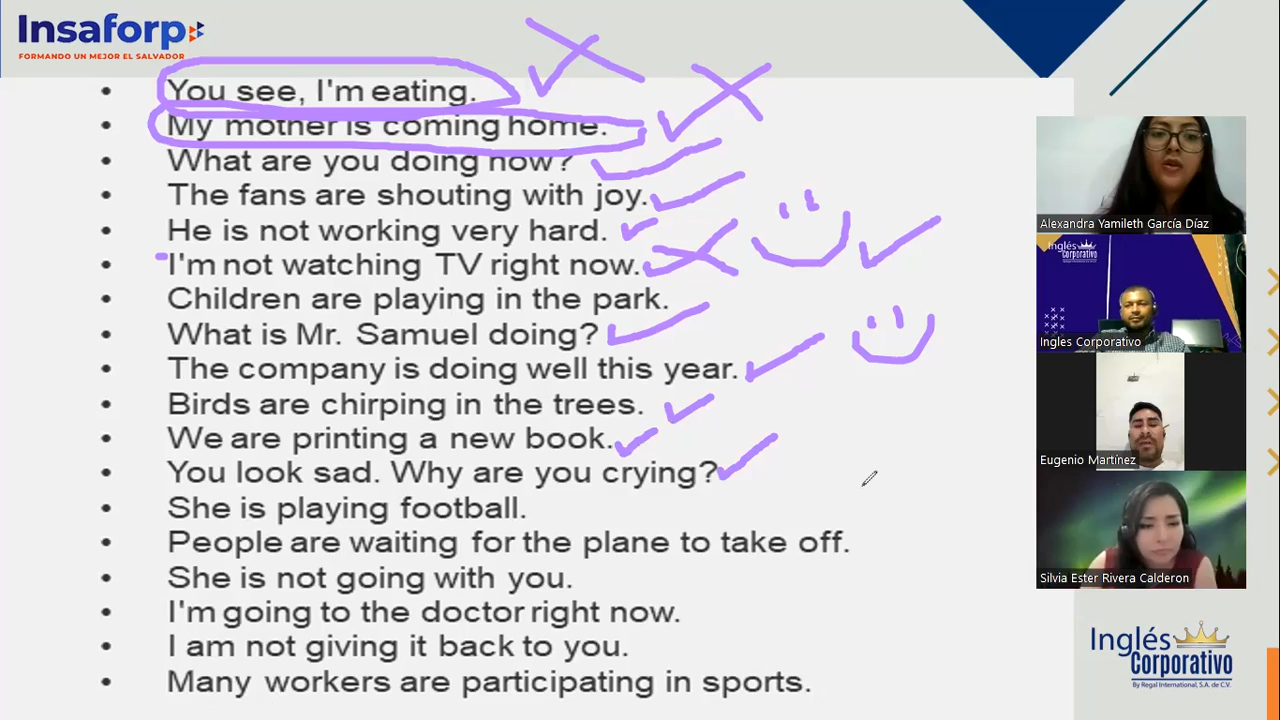 Insaforp
FORMANDO UN MEJOR EL SALVADOR
• You see, I'm eating.
• My mother is coming home.
• What are you doing now?
• The fans are shouting with joy.
• He is not working very hard.
• I'm not watching TV right now.
• Children are playing in the park.
• What is Mr. Samuel doing?
• The company is doing well this year.
• Birds are chirping in the trees.
• We are printing a new book.
• You look sad. Why are you crying?
• She is playing football.
• People are waiting for the plane to take off.
• She is not going with you.
• I'm going to the doctor right now.
• I am not giving it back to you.
• Many workers are participating in sports.
Alexandra Yamileth García Díaz
Inglés
Corporativo
Ingles Corporativo
Eugenio Martínez
Silvia Ester Rivera Calderon
Inglés
Corporativo
By Regal International, S.A. de C.V.